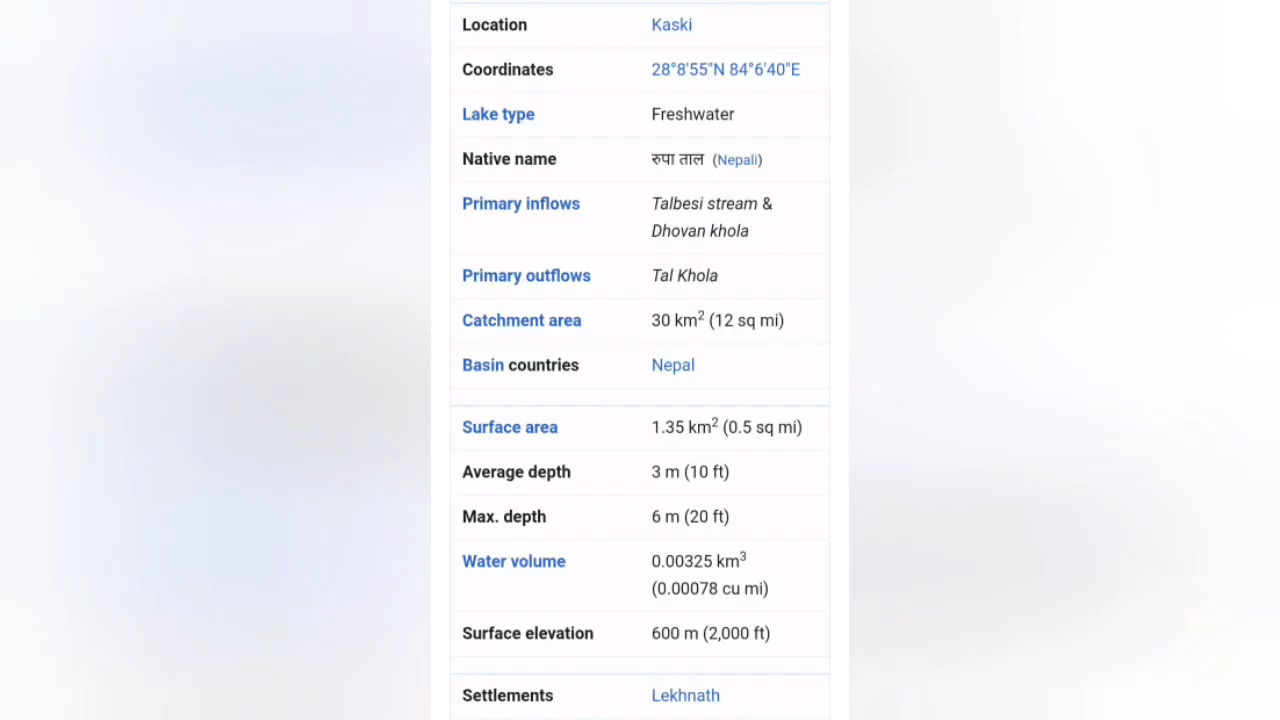 Location Kaski
Coordinates 28°8'55"N 84°6'40"E
Lake type Freshwater
Native name रुपा ताल (Nepali)
Primary inflows Talbesi stream &
Dhovan khola
Primary outflows Tal Khola
Catchment area 30 km² (12 sq mi)
Basin countries Nepal
Surface area 1.35 km² (0.5 sq mi)
Average depth 3 m (10 ft)
Max. depth 6 m (20 ft)
Water volume 0.00325 km³
(0.00078 cu mi)
Surface elevation 600 m (2,000 ft)
Settlements Lekhnath